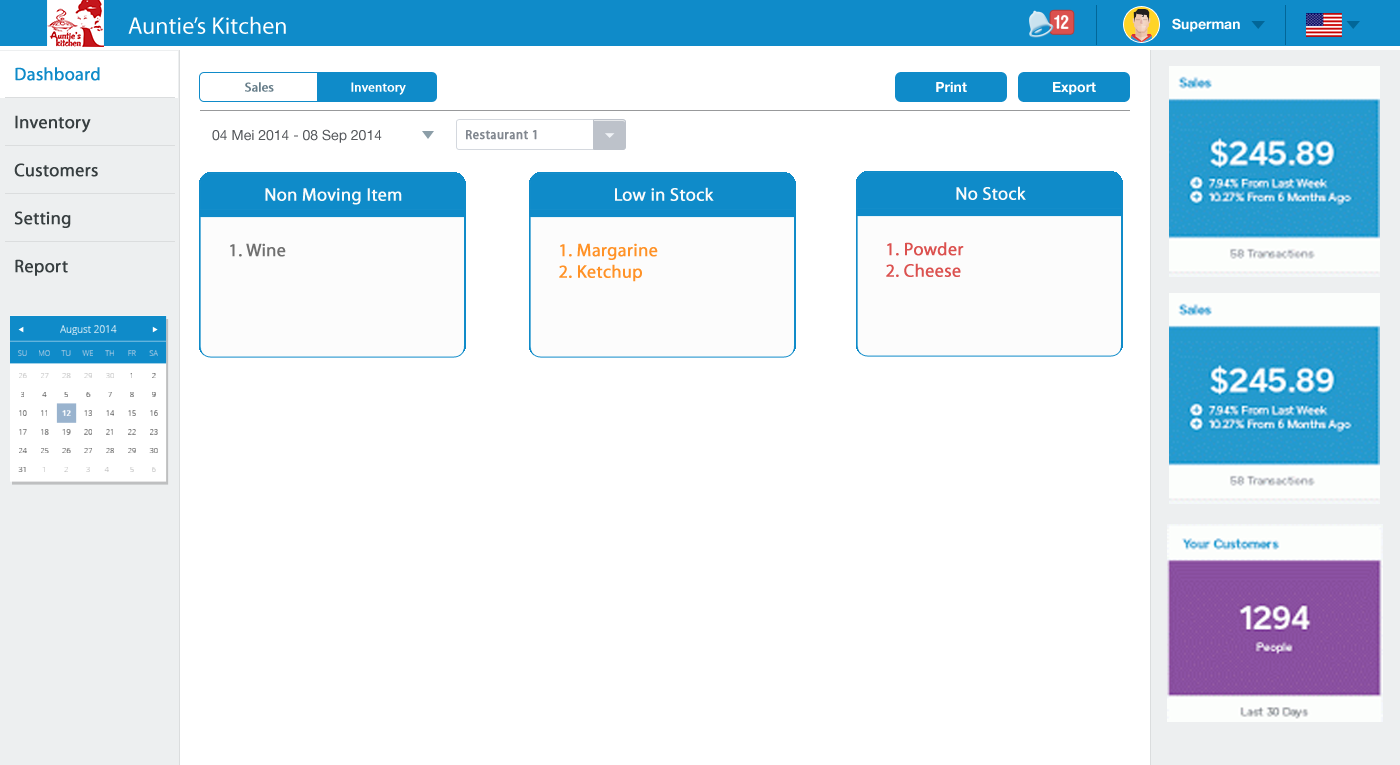 Auntie's kitchen
Auntie's Kitchen
12
Superman
Dashboard
Inventory
Customers
Setting
Report
August 2014
SU MO TU WE TH FR SA
26 27 28 29 30 1 2
3 4 5 6 7 8 9
10 11 12 13 14 15 16
17 18 19 20 21 22 23
24 25 26 27 28 29 30
31 1 2 3 4 5 6
Sales Inventory
Print Export
04 Mei 2014 - 08 Sep 2014
Restaurant 1
Non Moving Item
1. Wine
Low in Stock
1. Margarine
2. Ketchup
No Stock
1. Powder
2. Cheese
Sales
$245.89
7.94% From Last Week
10.27% From 6 Months Ago
58 Transactions
Sales
$245.89
7.94% From Last Week
10.27% From 6 Months Ago
58 Transactions
Your Customers
1294
People
Last 30 Days